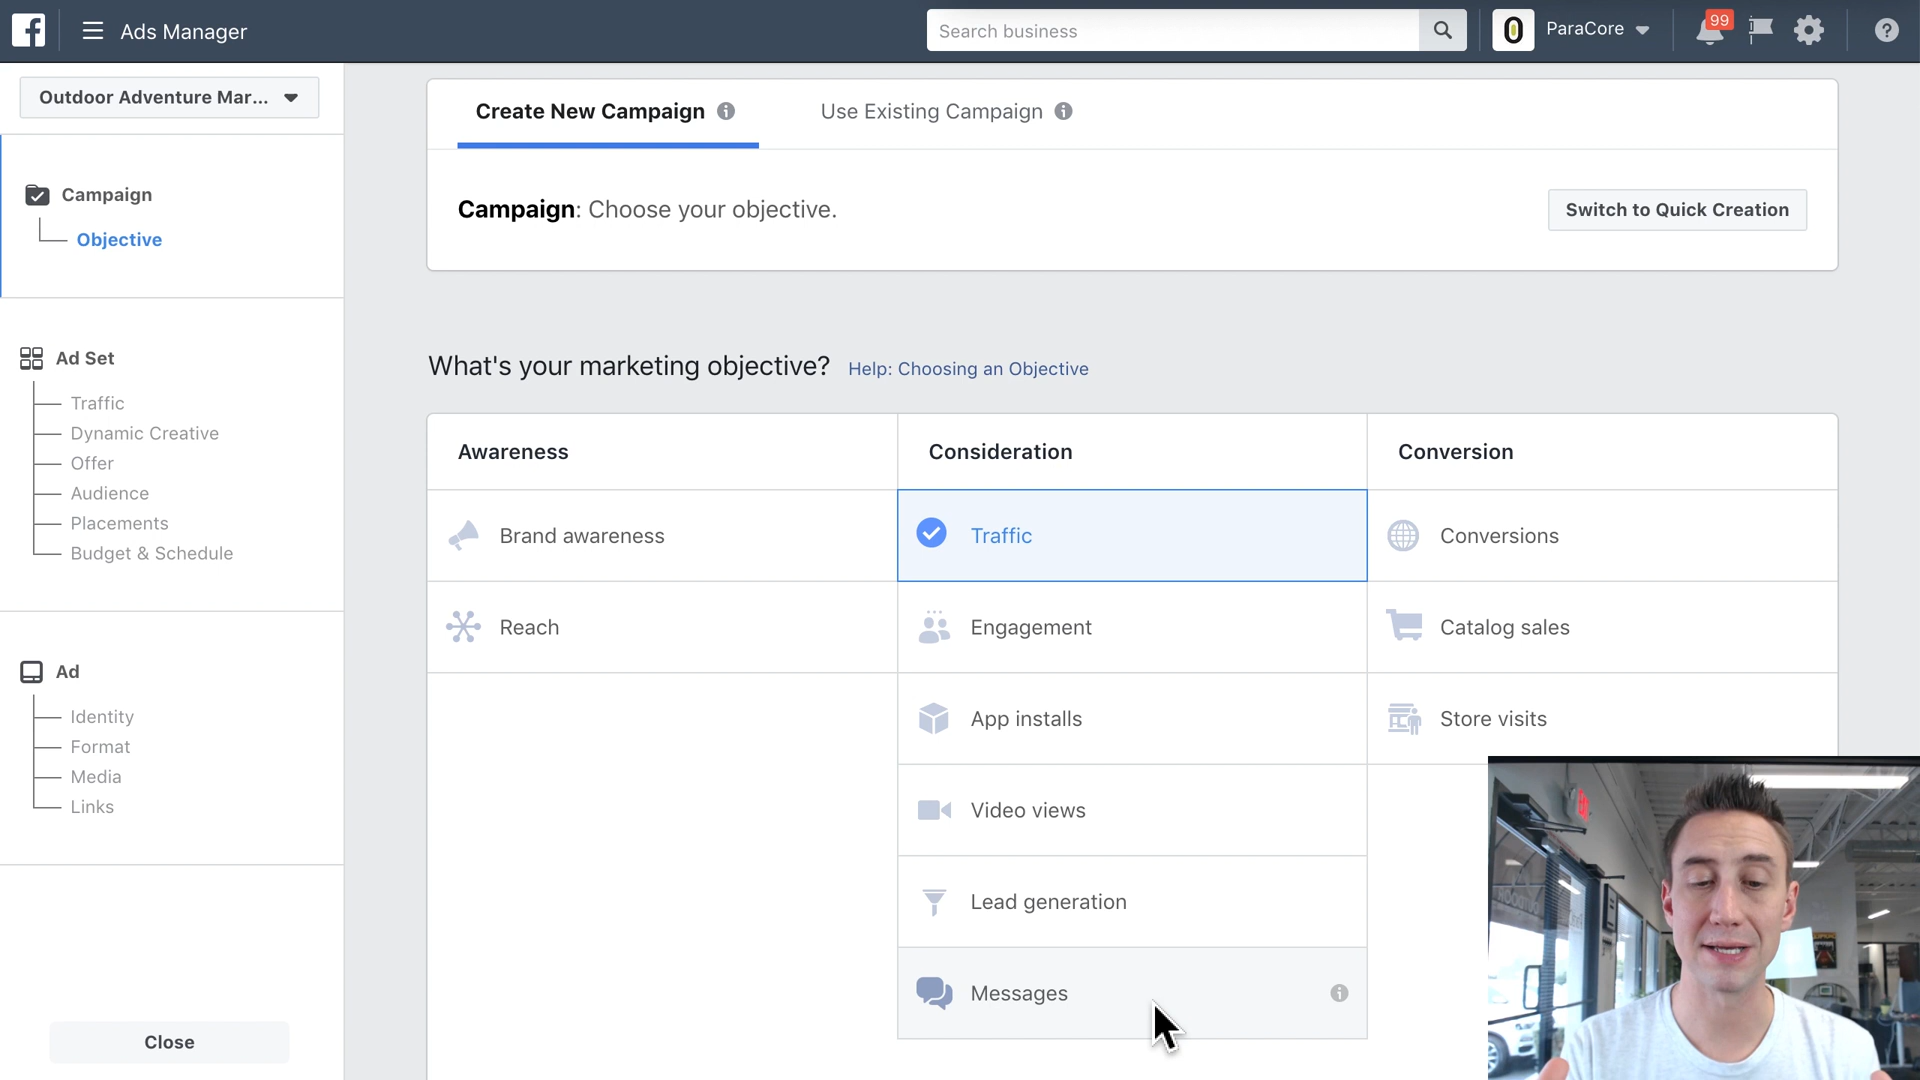 Ads Manager
Search business
ParaCore
99
Outdoor Adventure Mar...
Campaign
Objective
Ad Set
Traffic
Dynamic Creative
Offer
Audience
Placements
Budget & Schedule
Ad
Identity
Format
Media
Links
Close
Create New Campaign
Use Existing Campaign
Campaign: Choose your objective.
Switch to Quick Creation
What's your marketing objective? Help: Choosing an Objective
Awareness
Consideration
Conversion
Brand awareness
Traffic
Conversions
Reach
Engagement
Catalog sales
App installs
Store visits
Video views
Lead generation
Messages